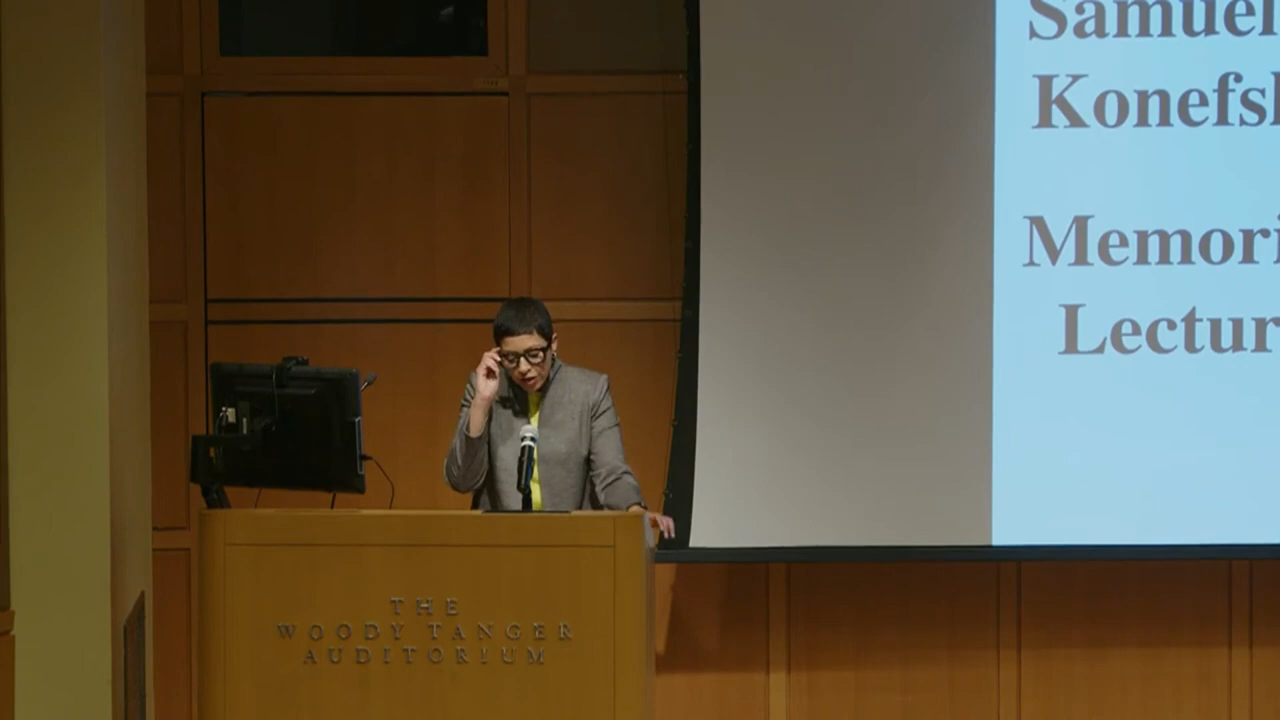 Samuel
Konefsk
Memori
Lectur
THE
WOODY TANGER
AUDITORIUM